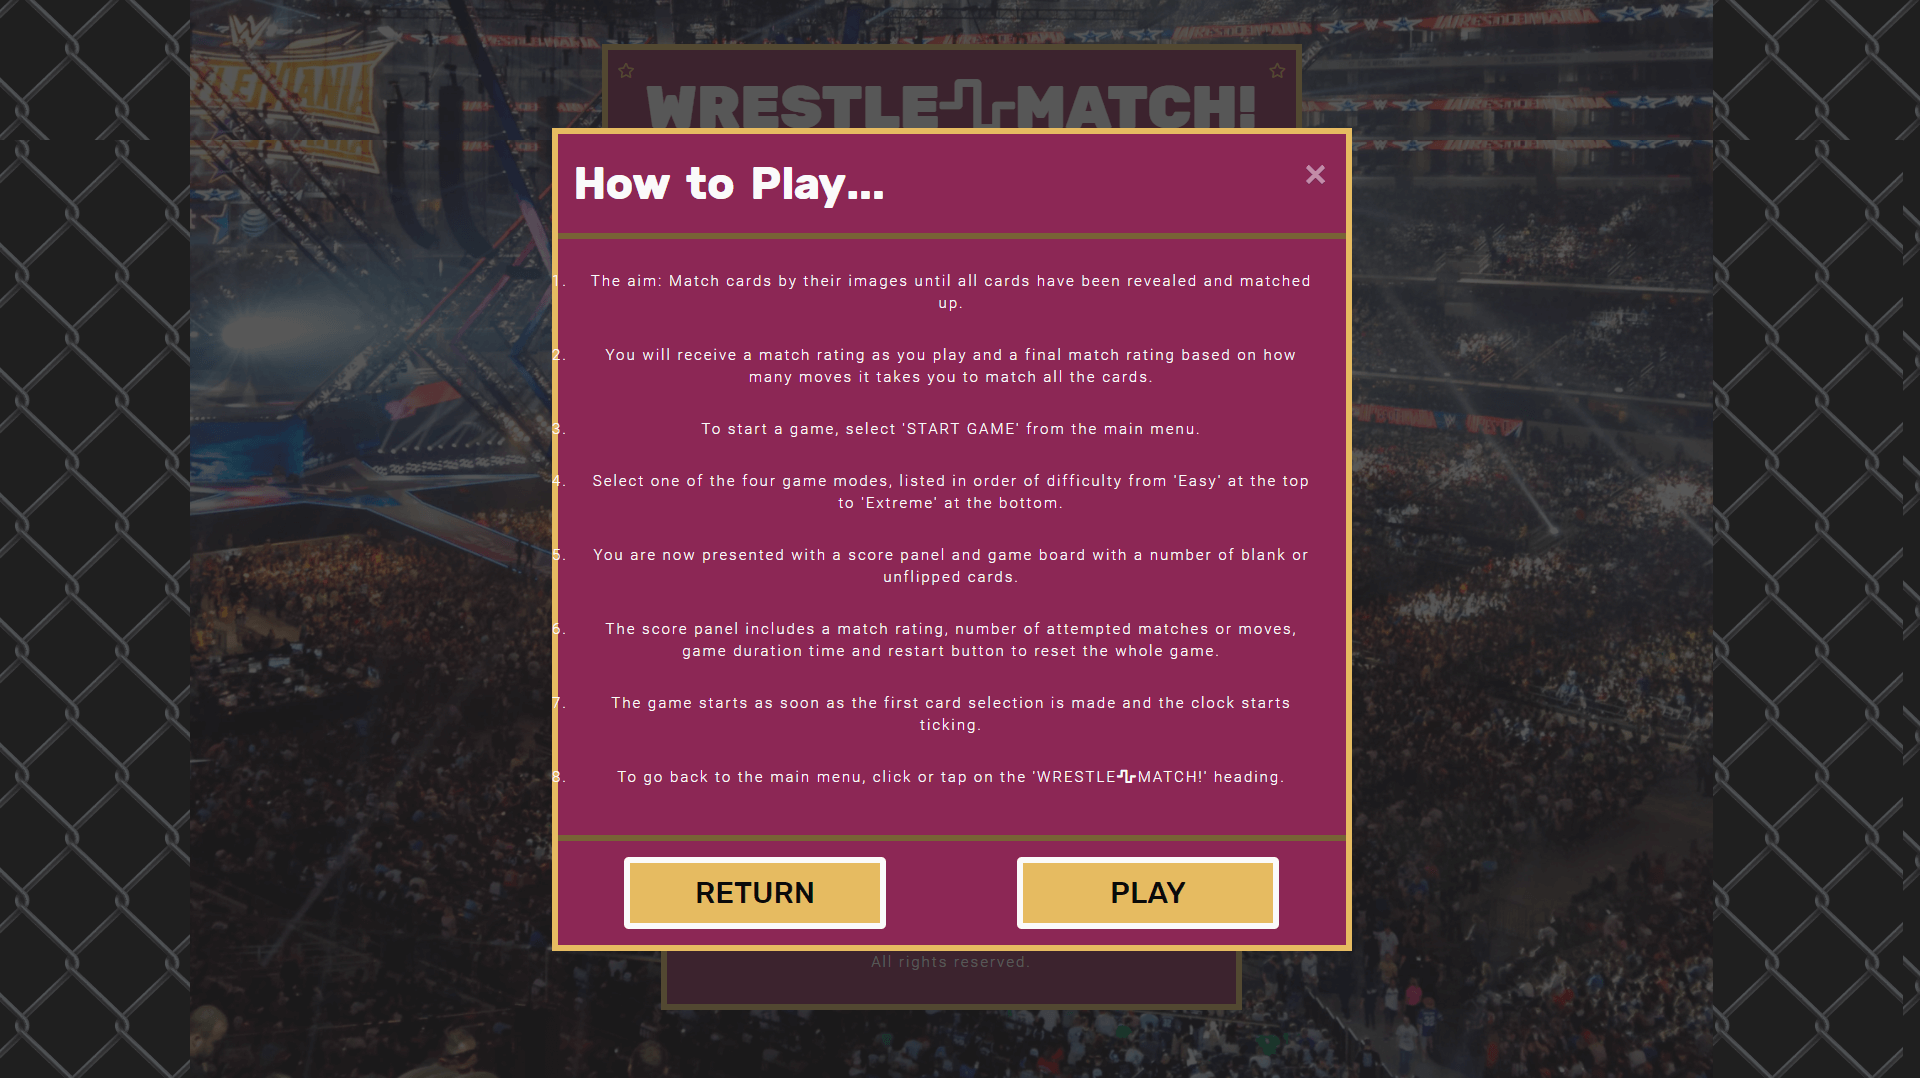 WRESTLE MATCH!
How to Play...
×
1. The aim: Match cards by their images until all cards have been revealed and matched
up.
2. You will receive a match rating as you play and a final match rating based on how
many moves it takes you to match all the cards.
3. To start a game, select 'START GAME' from the main menu.
4. Select one of the four game modes, listed in order of difficulty from 'Easy' at the top
to 'Extreme' at the bottom.
5. You are now presented with a score panel and game board with a number of blank or
unflipped cards.
6. The score panel includes a match rating, number of attempted matches or moves,
game duration time and restart button to reset the whole game.
7. The game starts as soon as the first card selection is made and the clock starts
ticking.
8. To go back to the main menu, click or tap on the 'WRESTLE MATCH!' heading.
RETURN
PLAY
All rights reserved.